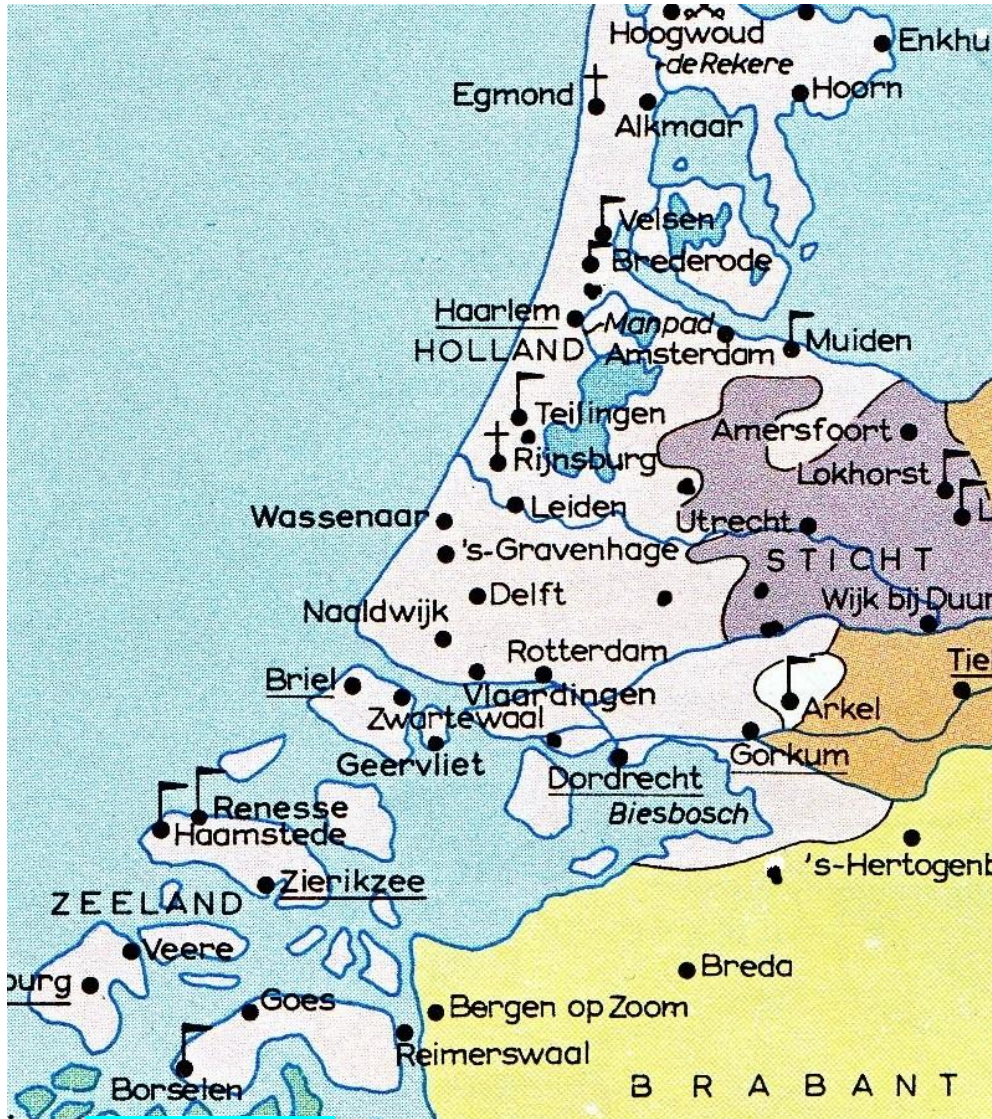 Hoogwoud
Enkhu
de Rekere
Egmond
Hoorn
Alkmaar
Velsen
Brederode
Haarlem
Manpad
HOLLAND
Amsterdam
Muiden
Teilingen
Amersfoort
Rijnsburg
Lokhorst
Leiden
L
Wassenaar
Utrecht
's-Gravenhage
STICHT
Delft
Wijk bij Duur
Naaldwijk
Rotterdam
Tie
Briel
Vlaardingen
Zwartewaal
Arkel
Geervliet
Dordrecht
Gorkum
Biesbosch
Renesse
Haamstede
's-Hertogenb
Zierikzee
ZEELAND
Veere
burg
Breda
Goes
Bergen op Zoom
Reimerswaal
Borselen
BRABANT